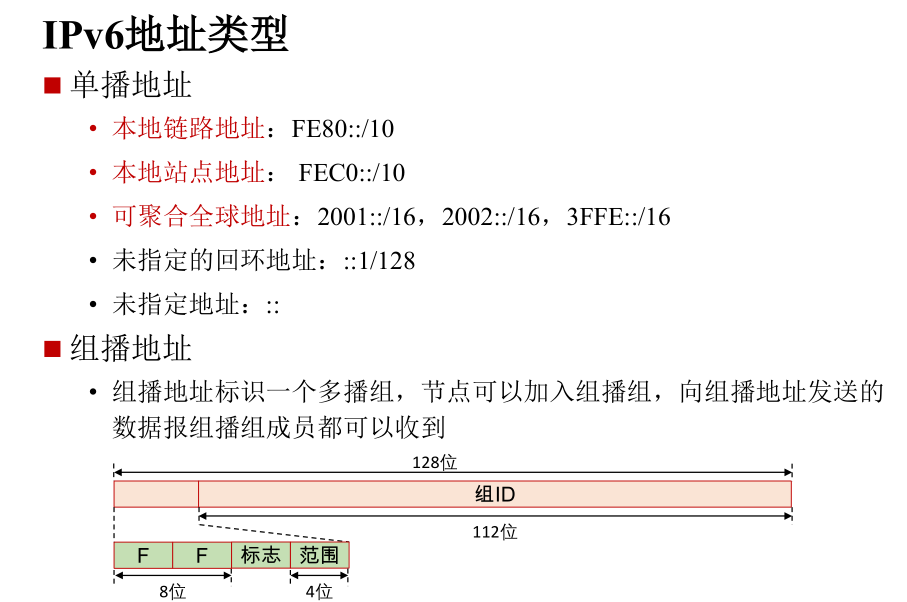 IPv6地址类型
■ 单播地址
• 本地链路地址：FE80::/10
• 本地站点地址： FEC0::/10
• 可聚合全球地址：2001::/16，2002::/16，3FFE::/16
• 未指定的回环地址：::1/128
• 未指定地址：::
■ 组播地址
• 组播地址标识一个多播组，节点可以加入组播组，向组播地址发送的
数据报组播组成员都可以收到
128位
组ID
112位
F F 标志 范围
8位 4位